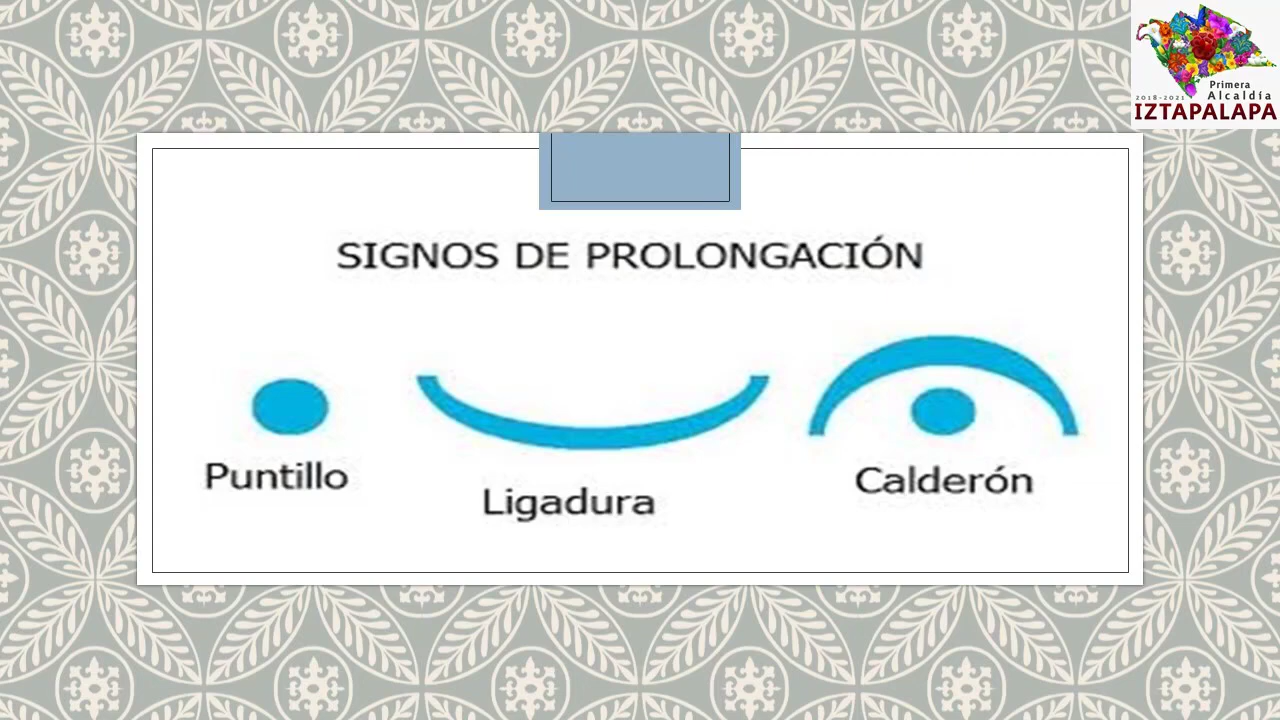 Primera
2018-2021 Alcaldía
IZTAPALAPA
SIGNOS DE PROLONGACIÓN
Puntillo
Ligadura
Calderón